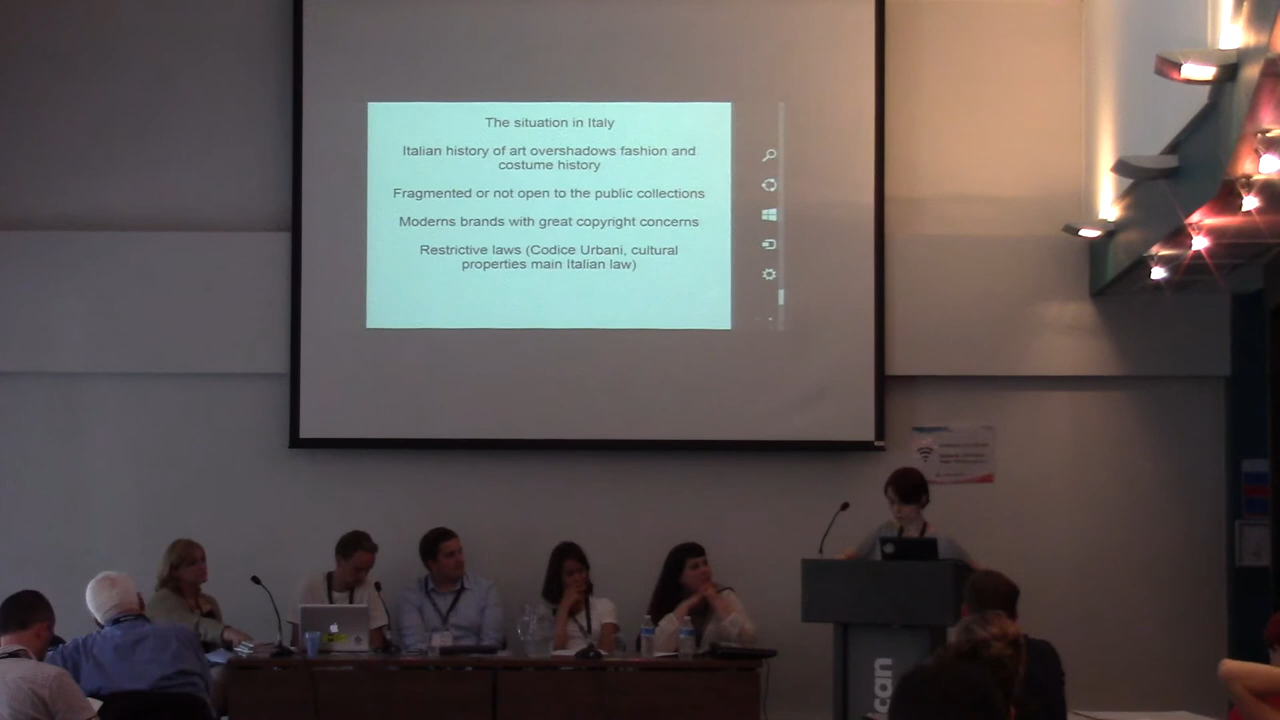 The situation in Italy
Italian history of art overshadows fashion and
costume history
Fragmented or not open to the public collections
Moderns brands with great copyright concerns
Restrictive laws (Codice Urbani, cultural
properties main Italian law)
ican